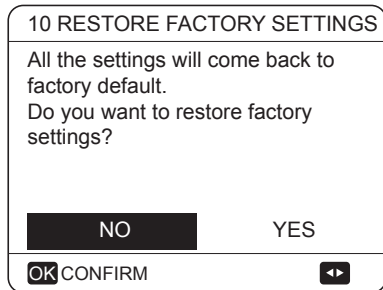 10 RESTORE FACTORY SETTINGS
All the settings will come back to
factory default.
Do you want to restore factory
settings?
NO YES
OK CONFIRM